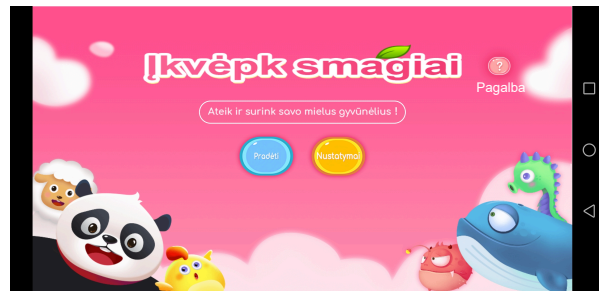 Įkvėpk smagiai
?
Pagalba
Ateik ir surink savo mielus gyvūnėlius !
Pradėti
Nustatymai